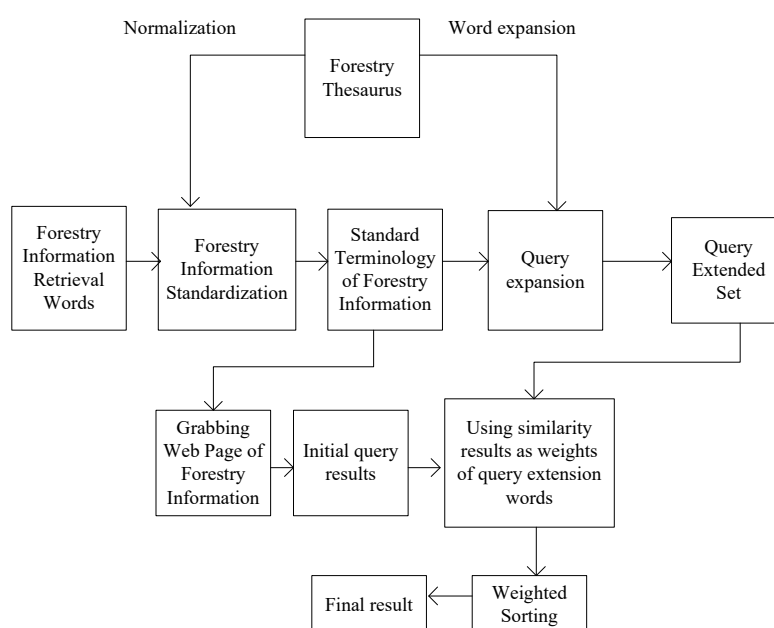 Normalization
Word expansion
Forestry
Thesaurus
Forestry
Information
Retrieval
Words
Forestry
Information
Standardization
Standard
Terminology
of Forestry
Information
Query
expansion
Query
Extended
Set
Grabbing
Web Page of
Forestry
Information
Initial query
results
Using similarity
results as weights
of query extension
words
Final result
Weighted
Sorting